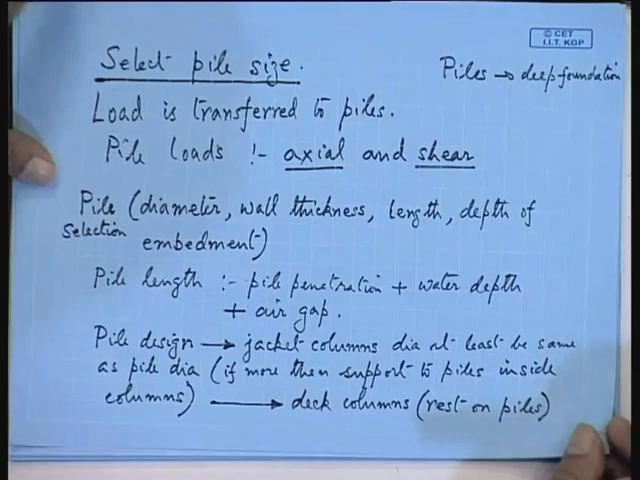 © CET
I.I.T. KGP
Select pile size.
Piles → deep foundation
Load is transferred to piles.
Pile loads :- axial and shear
Pile (diameter, wall thickness, length, depth of
selection embedment)
Pile length :- pile penetration + water depth
+ air gap.
Pile design → jacket columns dia at least be same
as pile dia (if more then support to piles inside
columns) → deck columns (rest on piles)